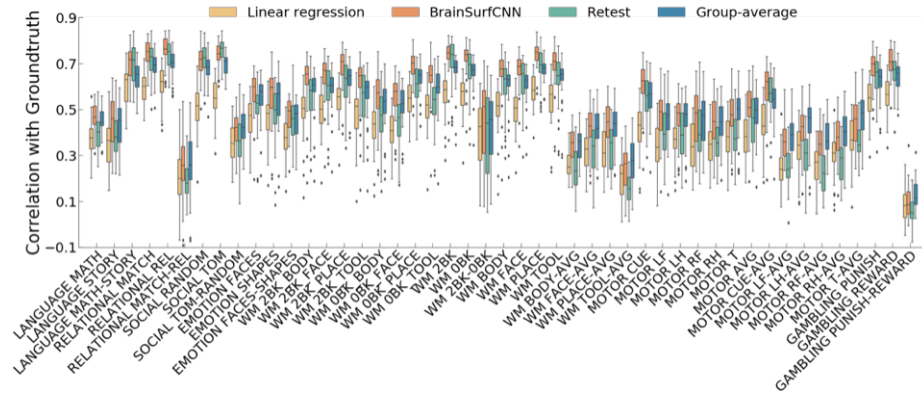 Linear regression BrainSurfCNN Retest Group-average
Correlation with Groundtruth
0.9
0.7
0.5
0.3
−0.1
LANGUAGE MATH
LANGUAGE STORY
LANGUAGE MATH-STORY
RELATIONAL MATCH
RELATIONAL REL
RELATIONAL MATCH-REL
SOCIAL RANDOM
SOCIAL TOM
SOCIAL TOM-RANDOM
EMOTION FACES
EMOTION SHAPES
EMOTION FACES-SHAPES
WM 2BK BODY
WM 2BK FACE
WM 2BK PLACE
WM 2BK TOOL
WM 0BK BODY
WM 0BK FACE
WM 0BK PLACE
WM 0BK TOOL
WM 2BK
WM 0BK
WM 2BK-0BK
WM BODY
WM FACE
WM PLACE
WM TOOL
WM BODY-AVG
WM FACE-AVG
WM PLACE-AVG
WM TOOL-AVG
MOTOR CUE
MOTOR LF
MOTOR LH
MOTOR RF
MOTOR RH
MOTOR T
MOTOR AVG
MOTOR CUE-AVG
MOTOR LF-AVG
MOTOR LH-AVG
MOTOR RF-AVG
MOTOR RH-AVG
MOTOR T-AVG
GAMBLING PUNISH
GAMBLING REWARD
GAMBLING PUNISH-REWARD